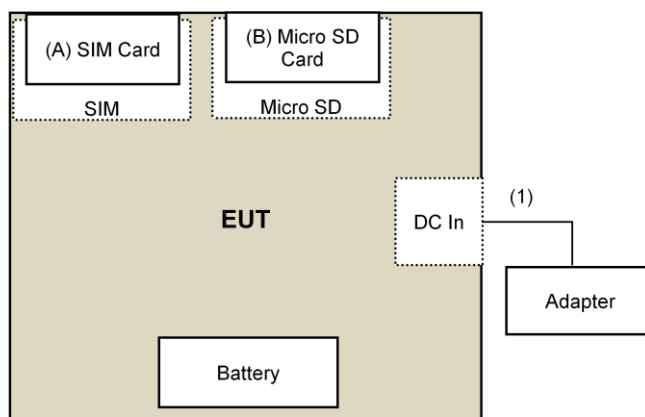 (A) SIM Card
(B) Micro SD
Card
SIM
Micro SD
(1)
EUT
DC In
Adapter
Battery